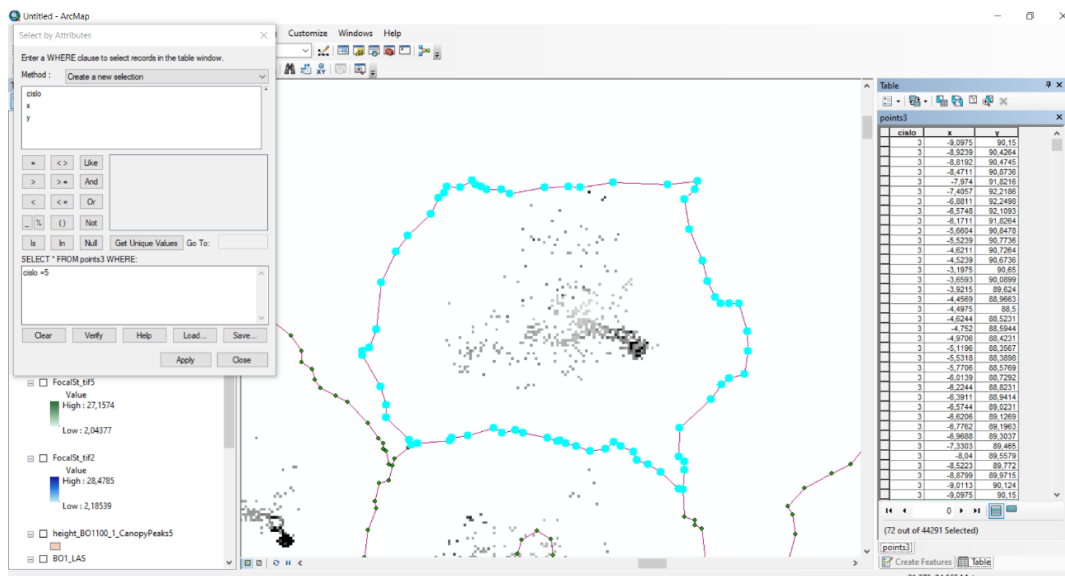 Untitled - ArcMap
Select by Attributes
Customize Windows Help
Enter a WHERE clause to select records in the table window.
Method : Create a new selection
cislo
x
y
= < > Like
> > = And
< < = Or
_ % ( ) Not
Is In Null Get Unique Values Go To:
SELECT * FROM points3 WHERE:
cislo =5
Clear Verify Help Load... Save...
Apply Close
FocalSt_tif5
Value
High : 27,1574
Low : 2,04377
FocalSt_tif2
Value
High : 28,4785
Low : 2,18539
height_BO1100_1_CanopyPeaks5
BO1_LAS
Table
points3
cislo x y
3 -9,0975 90,15
3 -8,9239 90,4264
3 -8,8192 90,4745
3 -8,4711 90,8736
3 -7,974 91,8216
3 -7,4057 92,2186
3 -6,8811 92,2498
3 -6,5748 92,1093
3 -6,1711 91,8264
3 -5,6604 90,8478
3 -5,5239 90,7736
3 -4,6211 90,7264
3 -4,5239 90,6736
3 -3,1975 90,65
3 -3,6593 90,0899
3 -3,9215 89,624
3 -4,4569 88,9663
3 -4,4975 88,5
3 -4,6244 88,5231
3 -4,752 88,5944
3 -4,9706 88,4231
3 -5,1196 88,3567
3 -5,5318 88,3898
3 -5,7706 88,5769
3 -6,0139 88,7292
3 -6,2244 88,8231
3 -6,3911 88,9414
3 -6,5744 89,0231
3 -6,6206 89,1269
3 -6,7762 89,1963
3 -6,9688 89,3037
3 -7,3303 89,465
3 -8,04 89,5579
3 -8,5223 89,772
3 -8,8799 89,9715
3 -9,0113 90,124
3 -9,0975 90,15
0
(72 out of 44291 Selected)
points3
Create Features Table